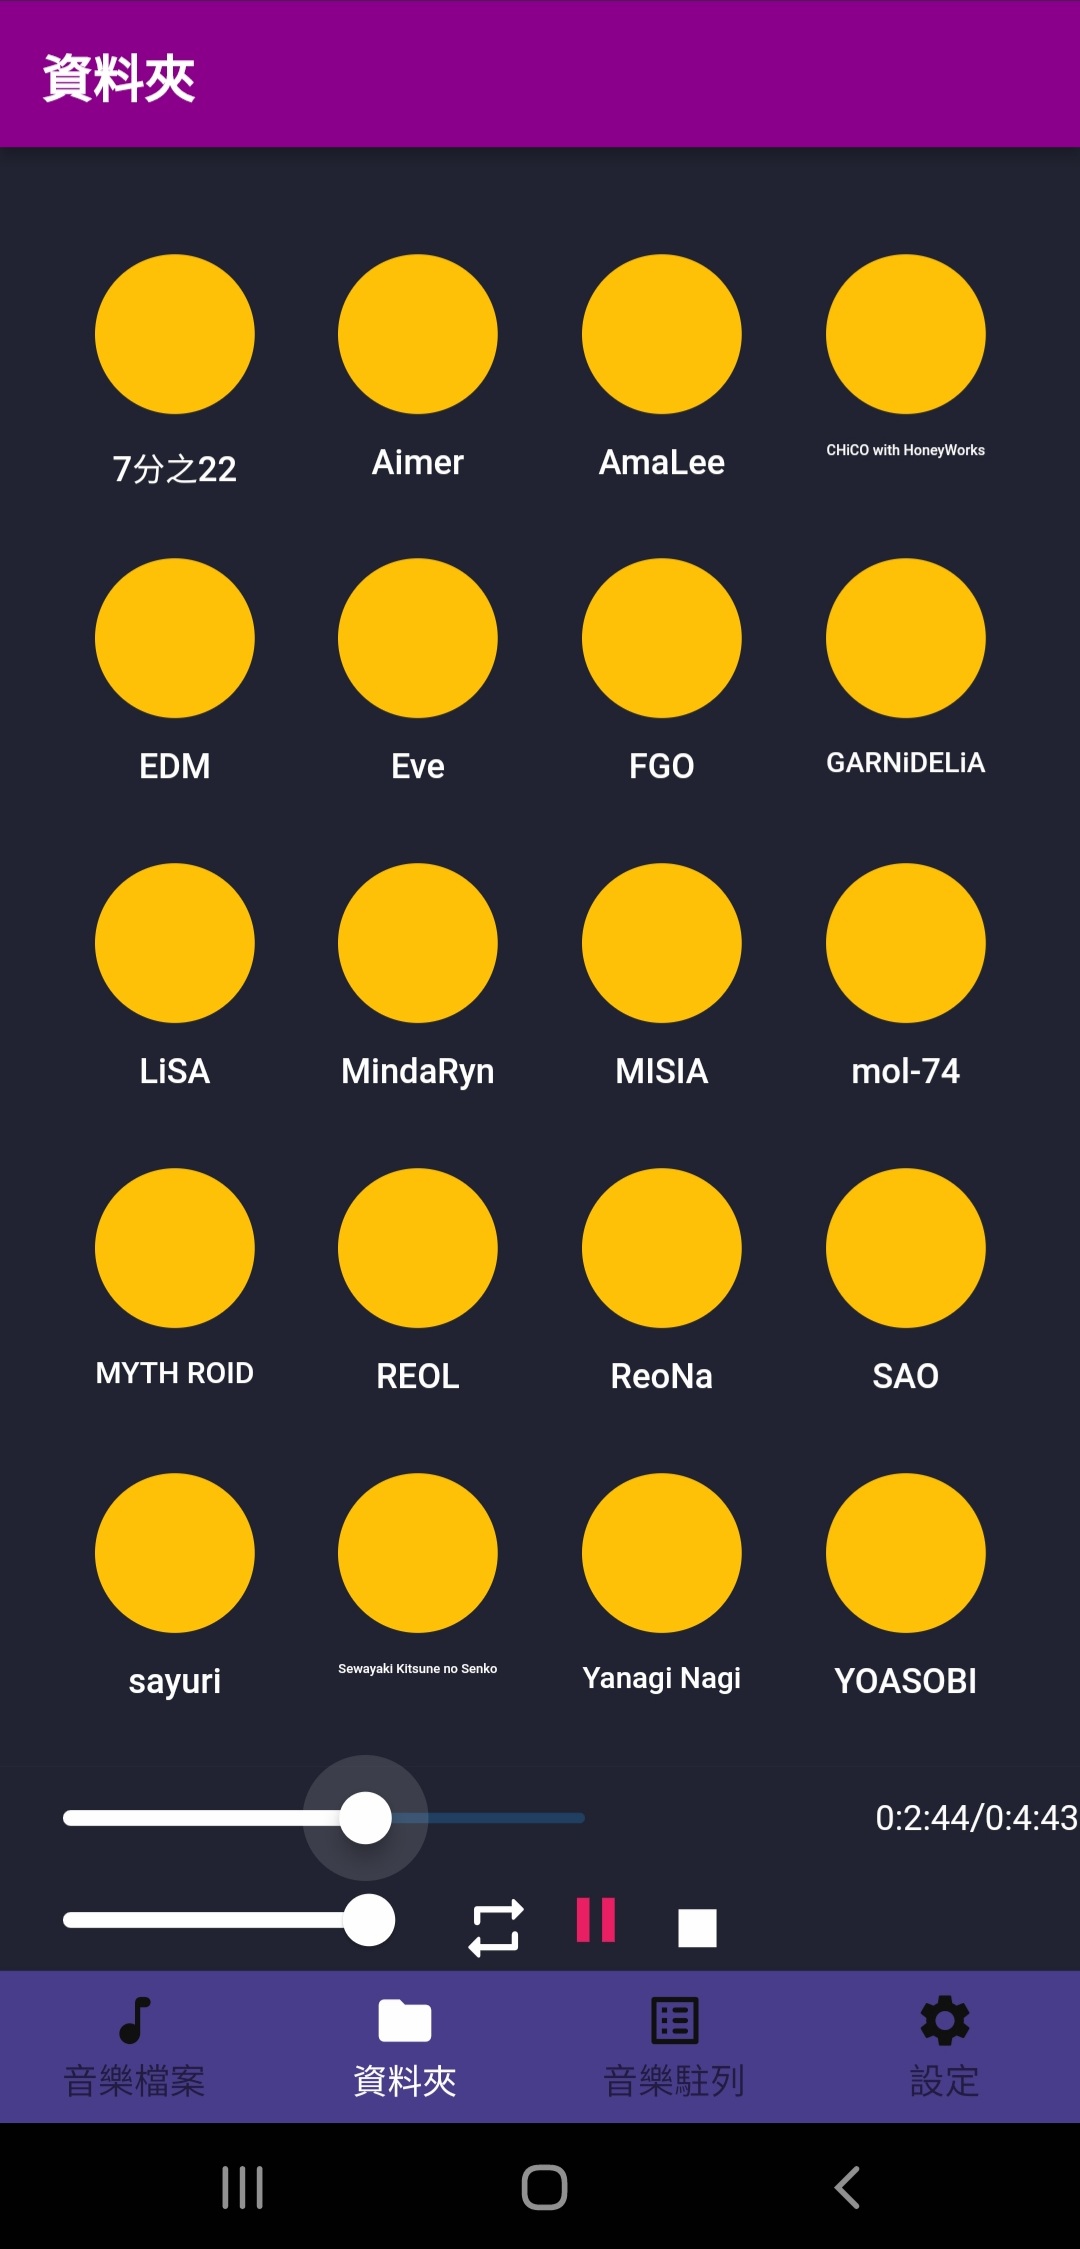 資料夾
7分之22
Aimer
AmaLee
CHiCO with HoneyWorks
EDM
Eve
FGO
GARNiDELiA
LiSA
MindaRyn
MISIA
mol-74
MYTH ROID
REOL
ReoNa
SAO
sayuri
Sewayaki Kitsune no Senko
Yanagi Nagi
YOASOBI
0:2:44/0:4:43
音樂檔案
資料夾
音樂駐列
設定